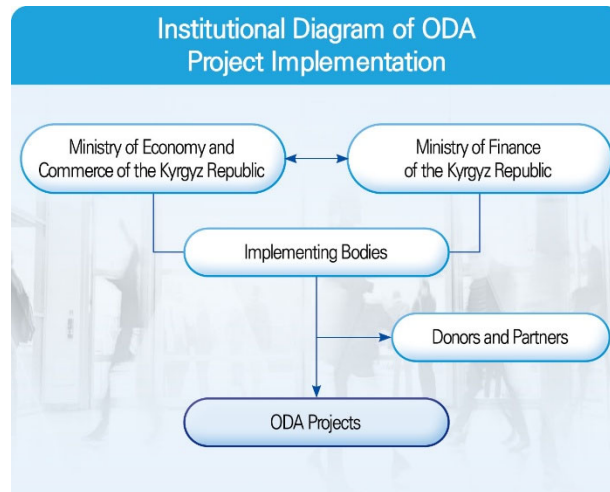 Institutional Diagram of ODA
Project Implementation
Ministry of Economy and
Commerce of the Kyrgyz Republic
Ministry of Finance
of the Kyrgyz Republic
Implementing Bodies
Donors and Partners
ODA Projects